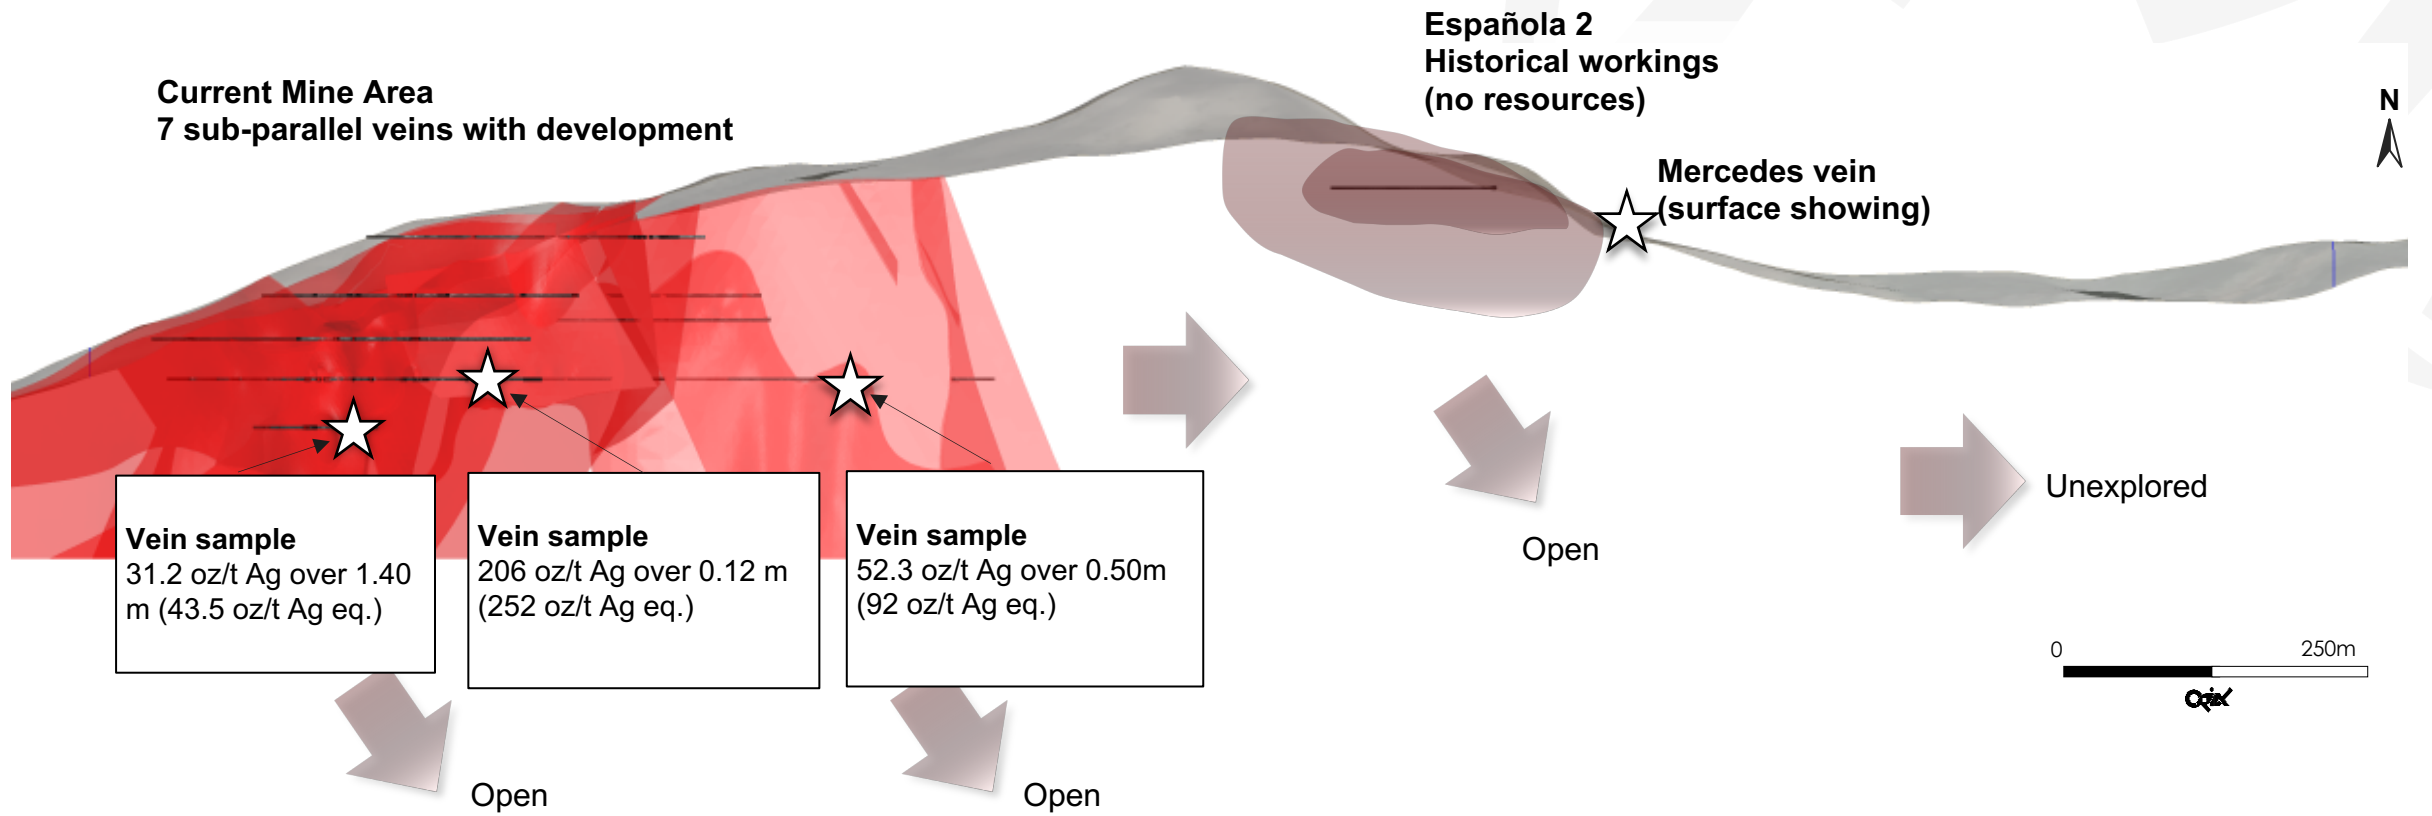 Española 2
Historical workings
(no resources)
Current Mine Area
7 sub-parallel veins with development
N
Mercedes vein
(surface showing)
Vein sample
31.2 oz/t Ag over 1.40
m (43.5 oz/t Ag eq.)
Vein sample
206 oz/t Ag over 0.12 m
(252 oz/t Ag eq.)
Vein sample
52.3 oz/t Ag over 0.50m
(92 oz/t Ag eq.)
Unexplored
Open
0 250m
Open
Open